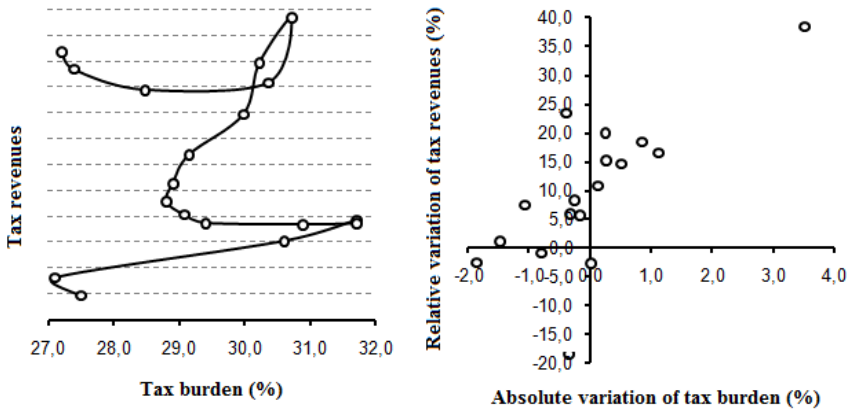 Tax revenues
27,0 28,0 29,0 30,0 31,0 32,0
Tax burden (%)
Relative variation of tax revenues (%)
40,0
35,0
30,0
25,0
20,0
15,0
10,0
5,0
0,0
-5,0
-10,0
-15,0
-20,0
-2,0 -1,0 0,0 1,0 2,0 3,0 4,0
Absolute variation of tax burden (%)